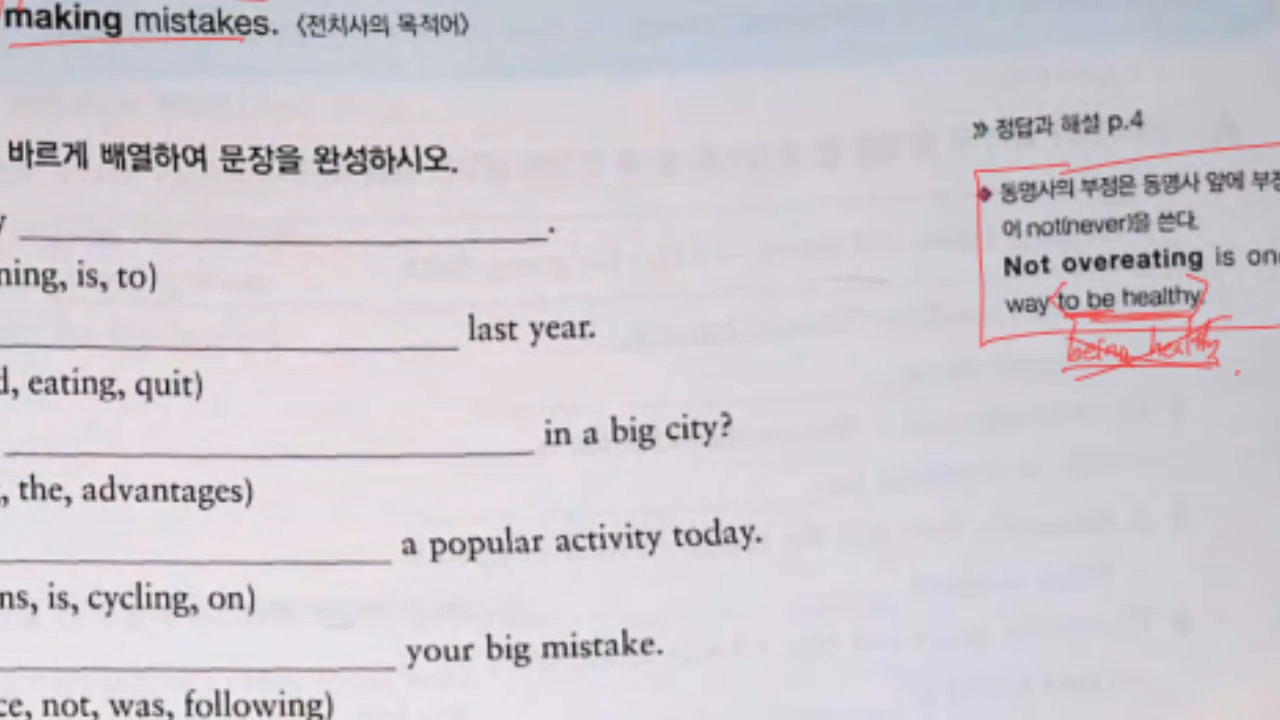 making mistakes. 〈전치사의 목적어〉
바르게 배열하여 문장을 완성하시오.
» 정답과 해설 p.4
동명사의 부정은 동명사 앞에
어 not(never)을 쓴다.
Not overeating is
way to be healthy.
being healthy
.
is, to)
last year.
eating, quit)
in a big city?
the, advantages)
a popular activity today.
is, cycling, on)
your big mistake.
not, was, following)